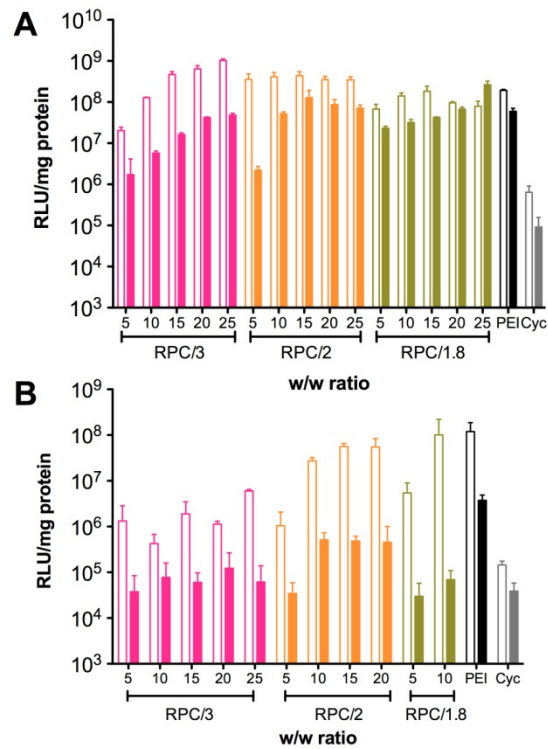 A
RLU/mg protein
10^10
10^9
10^8
10^7
10^6
10^5
10^4
10^3
5 10 15 20 25 5 10 15 20 25 5 10 15 20 25 PEI Cyc
RPC/3 RPC/2 RPC/1.8
w/w ratio
B
RLU/mg protein
10^9
10^8
10^7
10^6
10^5
10^4
10^3
5 10 15 20 25 5 10 15 20 5 10 PEI Cyc
RPC/3 RPC/2 RPC/1.8
w/w ratio